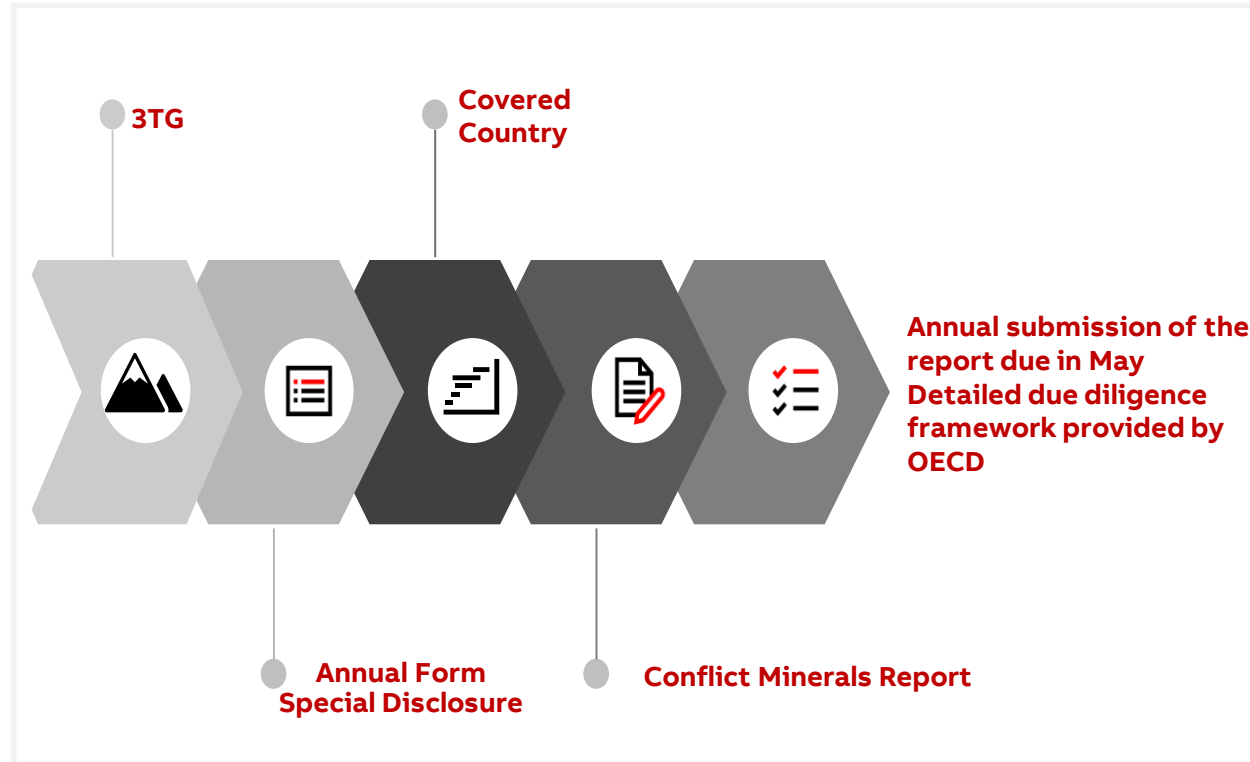 3TG
Covered
Country
Annual submission of the
report due in May
Detailed due diligence
framework provided by
OECD
Annual Form
Special Disclosure
Conflict Minerals Report